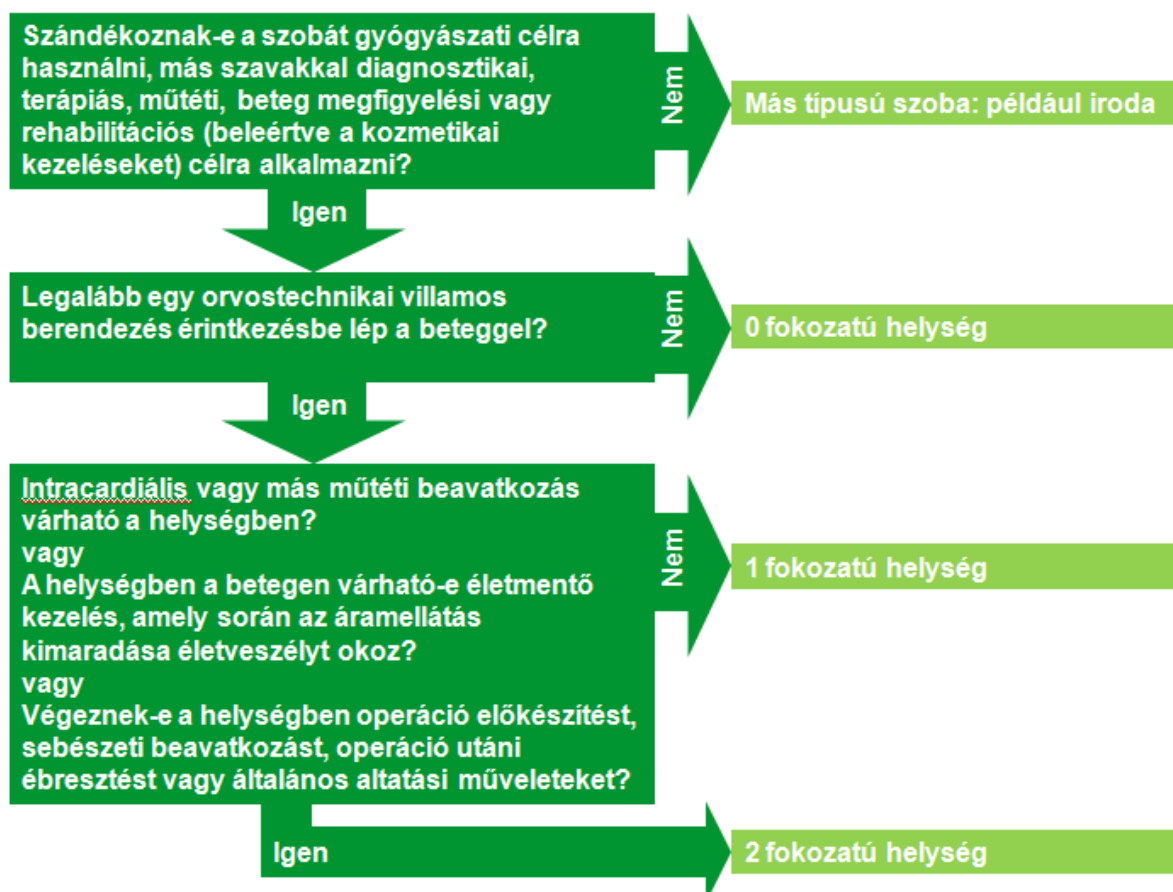 Szándékoznak-e a szobát gyógyászati célra
használni, más szavakkal diagnosztikai,
terápiás, műtéti, beteg megfigyelési vagy
rehabilitációs (beleértve a kozmetikai
kezeléseket) célra alkalmazni?
Nem
Más típusú szoba: például iroda
Igen
Legalább egy orvostechnikai villamos
berendezés érintkezésbe lép a beteggel?
Nem
0 fokozatú helység
Igen
Intracardiális vagy más műtéti beavatkozás
várható a helységben?
vagy
A helységben a betegen várható-e életmentő
kezelés, amely során az áramellátás
kimaradása életveszélyt okoz?
vagy
Végeznek-e a helységben operáció előkészítést,
sebészeti beavatkozást, operáció utáni
ébresztést vagy általános altatási műveleteket?
Nem
1 fokozatú helység
Igen
2 fokozatú helység